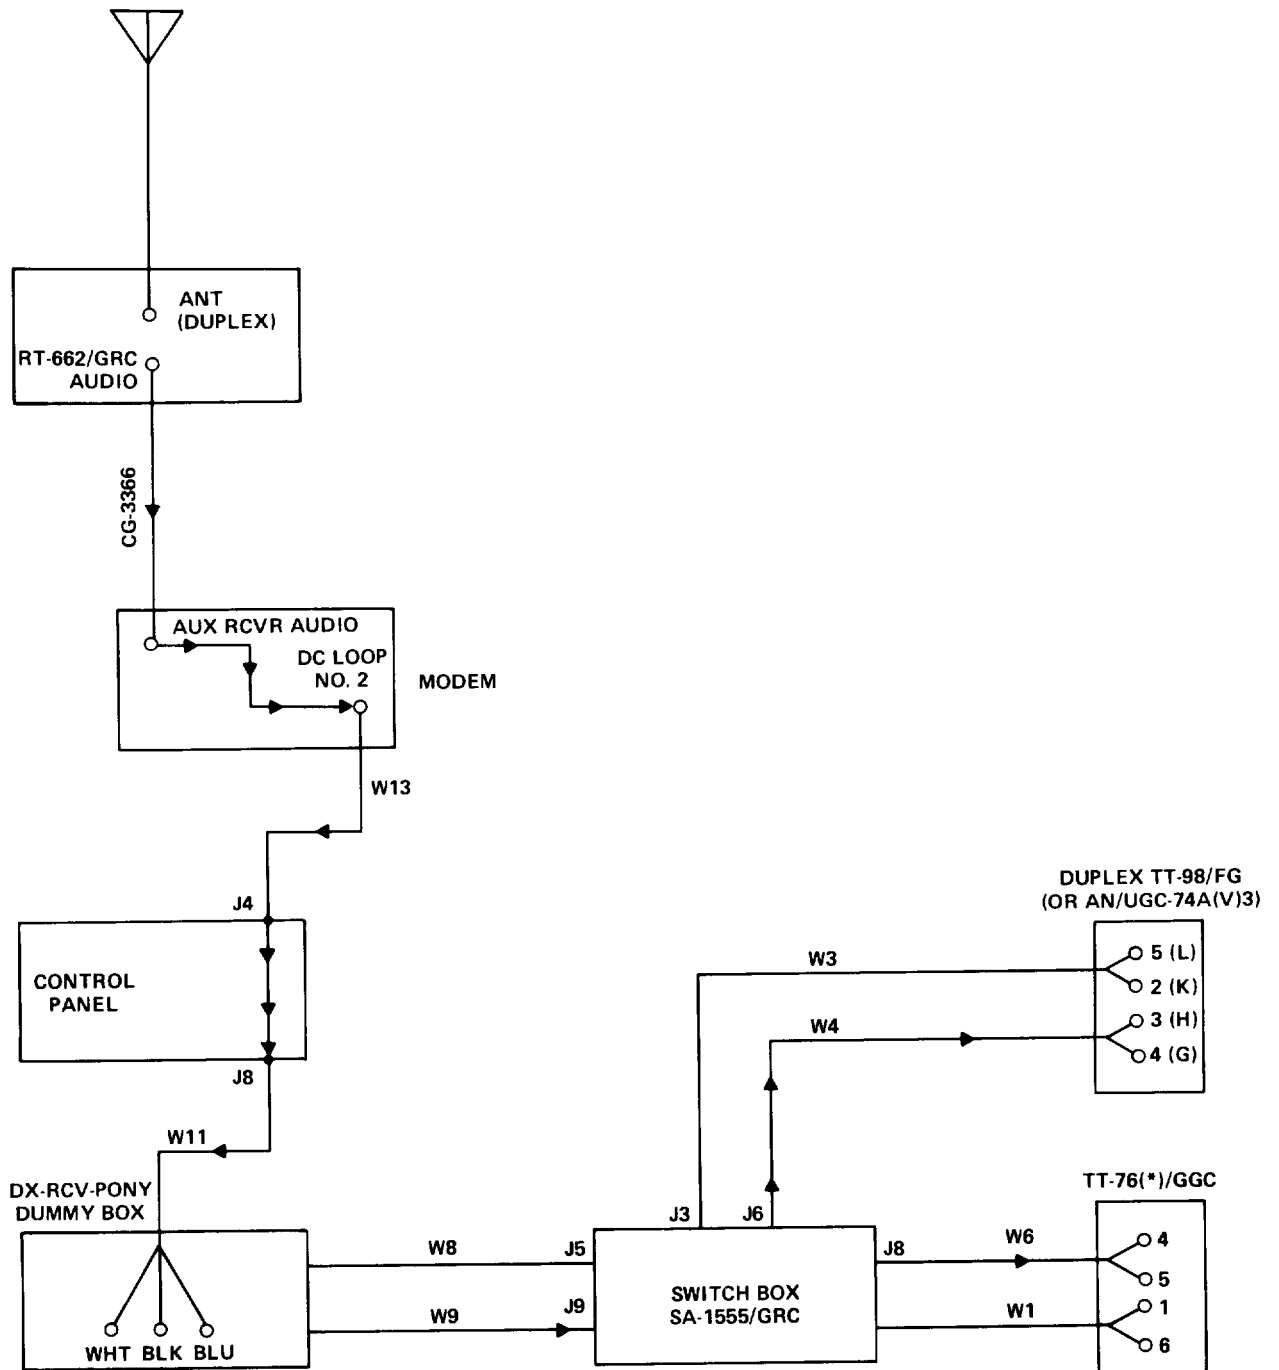 ANT
(DUPLEX)
RT-662/GRC
AUDIO
CG-3366
AUX RCVR AUDIO
DC LOOP
NO. 2
MODEM
W13
J4
CONTROL
PANEL
J8
W11
DX-RCV-PONY
DUMMY BOX
WHT BLK BLU
W8
J5
W9
J9
SWITCH BOX
SA-1555/GRC
J3
J6
J8
W3
W4
DUPLEX TT-98/FG
(OR AN/UGC-74A(V)3)
5 (L)
2 (K)
3 (H)
4 (G)
W6
W1
TT-76(*)/GGC
4
5
1
6